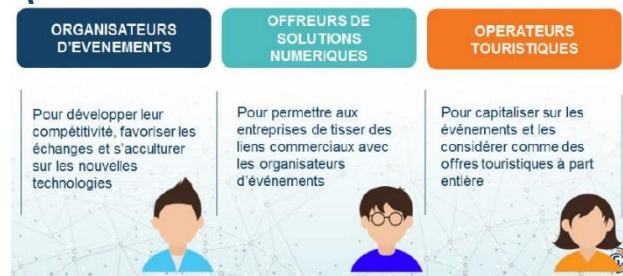 ORGANISATEURS
D'EVENEMENTS
OFFREURS DE
SOLUTIONS
NUMERIQUES
OPERATEURS
TOURISTIQUES
Pour développer leur
compétitivité, favoriser les
échanges et s'acculturer
sur les nouvelles
technologies
Pour permettre aux
entreprises de tisser des
liens commerciaux avec
les organisateurs
d'événements
Pour capitaliser sur les
événements et les
considérer comme des
offres touristiques à part
entière